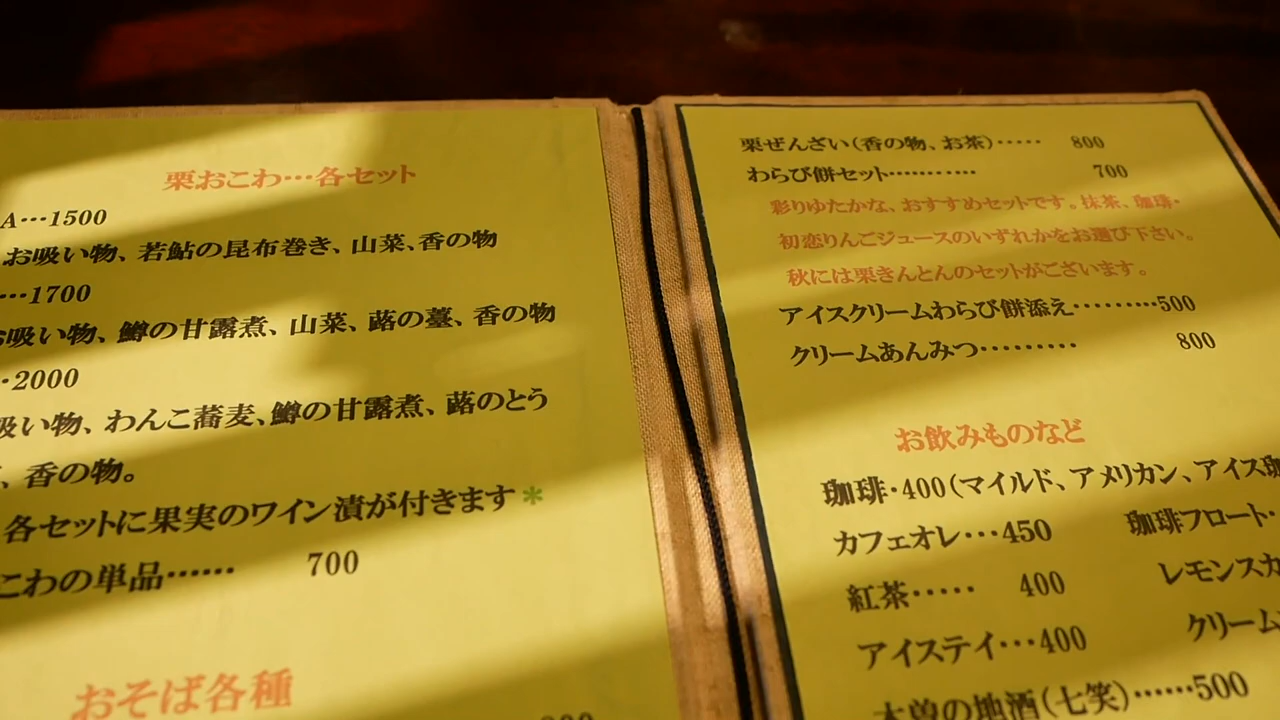 栗おこわ…各セット
A…1500
お吸い物、若鮎の昆布巻き、山菜、香の物
…1700
お吸い物、鱒の甘露煮、山菜、蕗の薹、香の物
・2000
吸い物、わんこ蕎麦、鱒の甘露煮、蕗のとう
、香の物。
各セットに果実のワイン漬が付きます*
こわの単品…… 700
おそば各種
栗ぜんざい(香の物、お茶)‥‥‥ 800
わらび餅セット………… 700
彩りゆたかな、おすすめセットです。抹茶、珈琲・
初恋りんごジュースのいずれかをお選び下さい。
秋には栗きんとんのセットがございます。
アイスクリームわらび餅添え………500
クリームあんみつ……… 800
お飲みものなど
珈琲・400(マイルド、アメリカン、アイス珈
カフェオレ…450 珈琲フロート・
紅茶‥‥‥ 400 レモンスカ
アイステイ…400 クリーム
木曽の地酒(七笑)……500